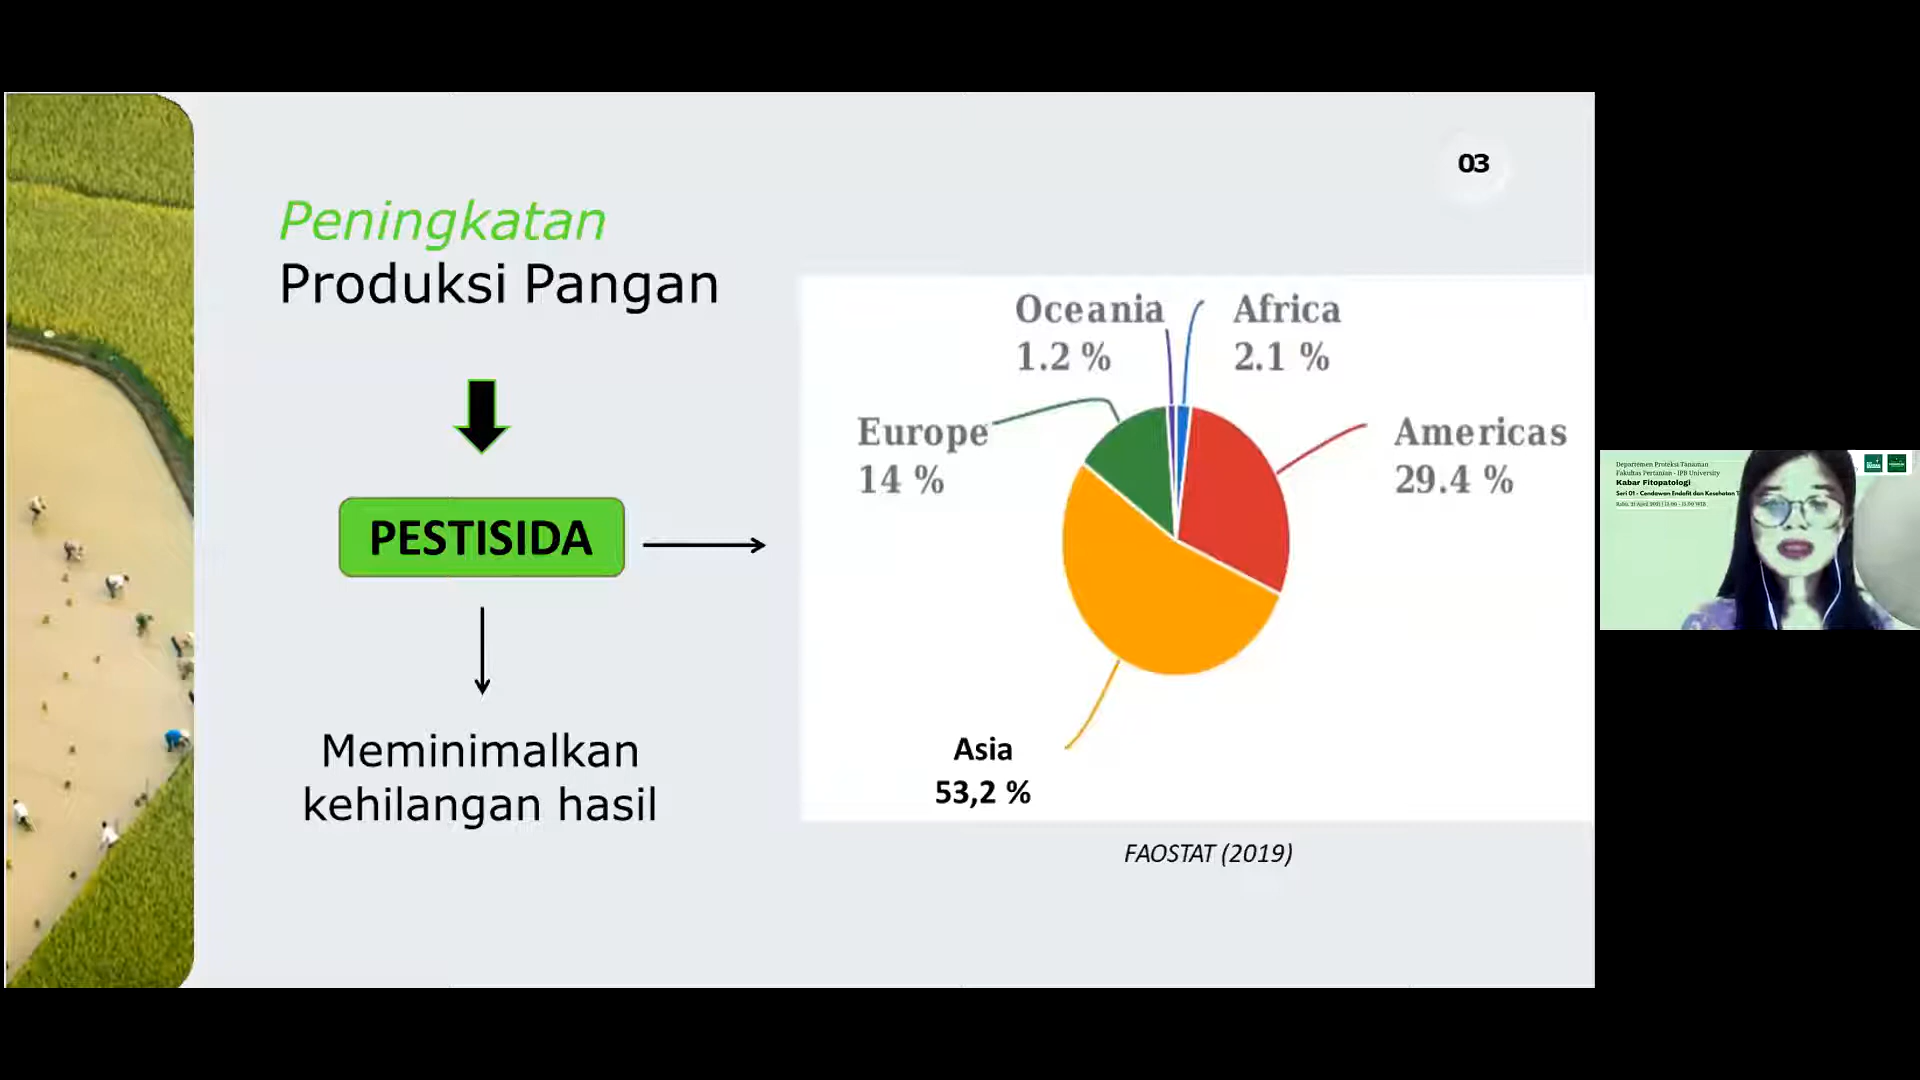 03
Peningkatan
Produksi Pangan
PESTISIDA
Meminimalkan
kehilangan hasil
Oceania
1.2 %
Africa
2.1 %
Europe
14 %
Americas
29.4 %
Asia
53,2 %
FAOSTAT (2019)
Departemen Proteksi Tanaman
Fakultas Pertanian - IPB University
Kabar Fitopatologi
Seri 01 - Cendawan Endofit dan Kesehatan